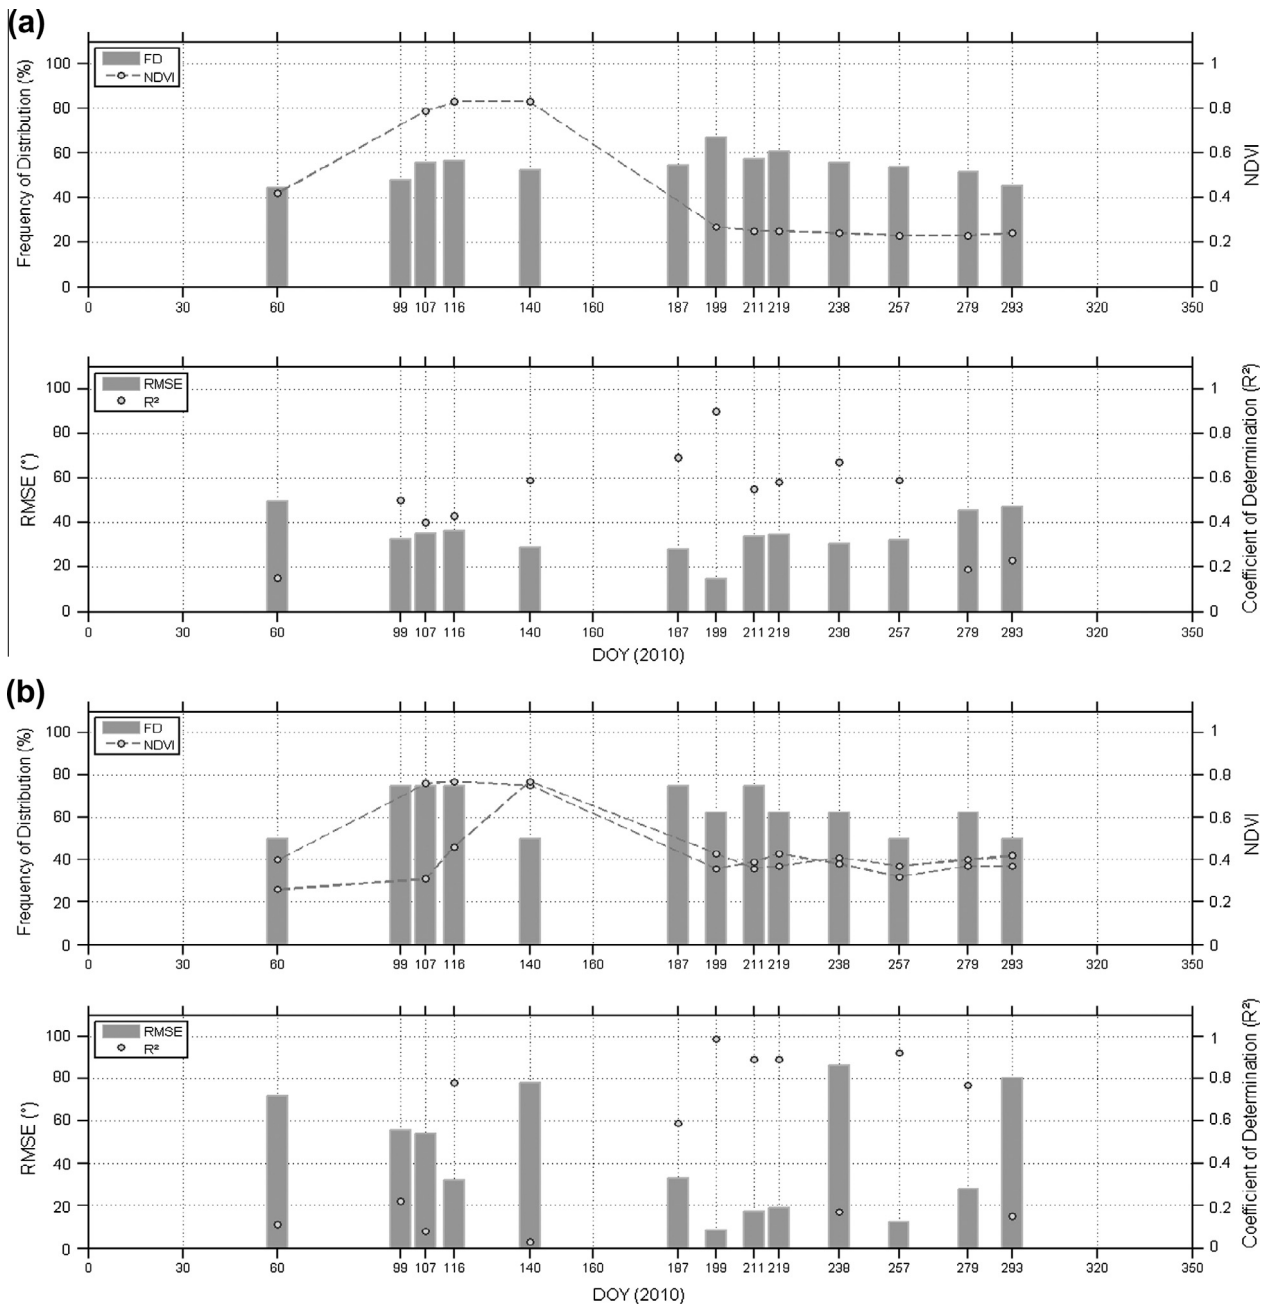 (a)
FD
NDVI
Frequency of Distribution (%)
100
80
60
40
20
0
NDVI
1
0.8
0.6
0.4
0.2
0
0 30 60 99 107 116 140 160 187 199 211 219 238 257 279 293 320 350
RMSE
R²
RMSE (°)
100
80
60
40
20
0
Coefficient of Determination (R²)
1
0.8
0.6
0.4
0.2
0
0 30 60 99 107 116 140 160 187 199 211 219 238 257 279 293 320 350
DOY (2010)
(b)
FD
NDVI
Frequency of Distribution (%)
100
80
60
40
20
0
NDVI
1
0.8
0.6
0.4
0.2
0
0 30 60 99 107 116 140 160 187 199 211 219 238 257 279 293 320 350
RMSE
R²
RMSE (°)
100
80
60
40
20
0
Coefficient of Determination (R²)
1
0.8
0.6
0.4
0.2
0
0 30 60 99 107 116 140 160 187 199 211 219 238 257 279 293 320 350
DOY (2010)